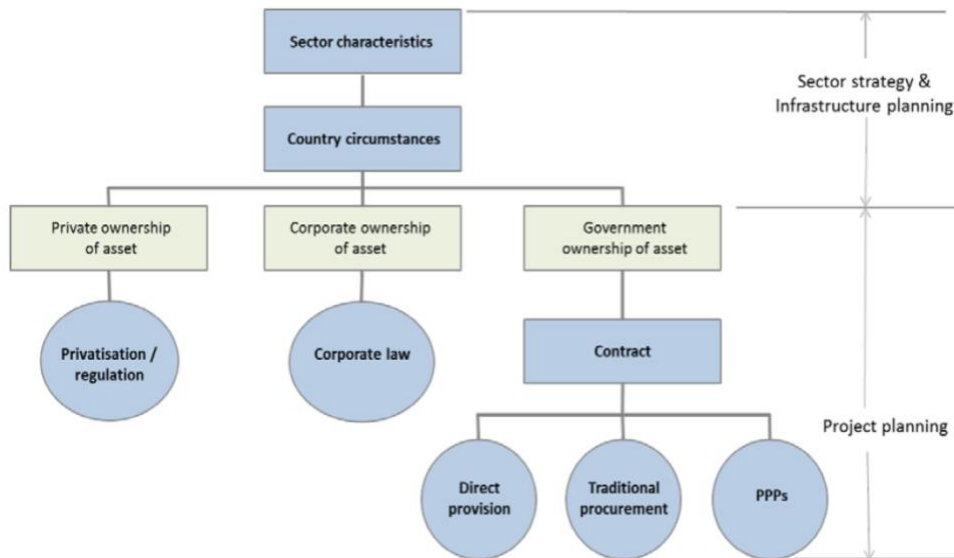 Sector characteristics
Sector strategy &
Infrastructure planning
Country circumstances
Private ownership
of asset
Corporate ownership
of asset
Government
ownership of asset
Privatisation /
regulation
Corporate law
Contract
Project planning
Direct
provision
Traditional
procurement
PPPs